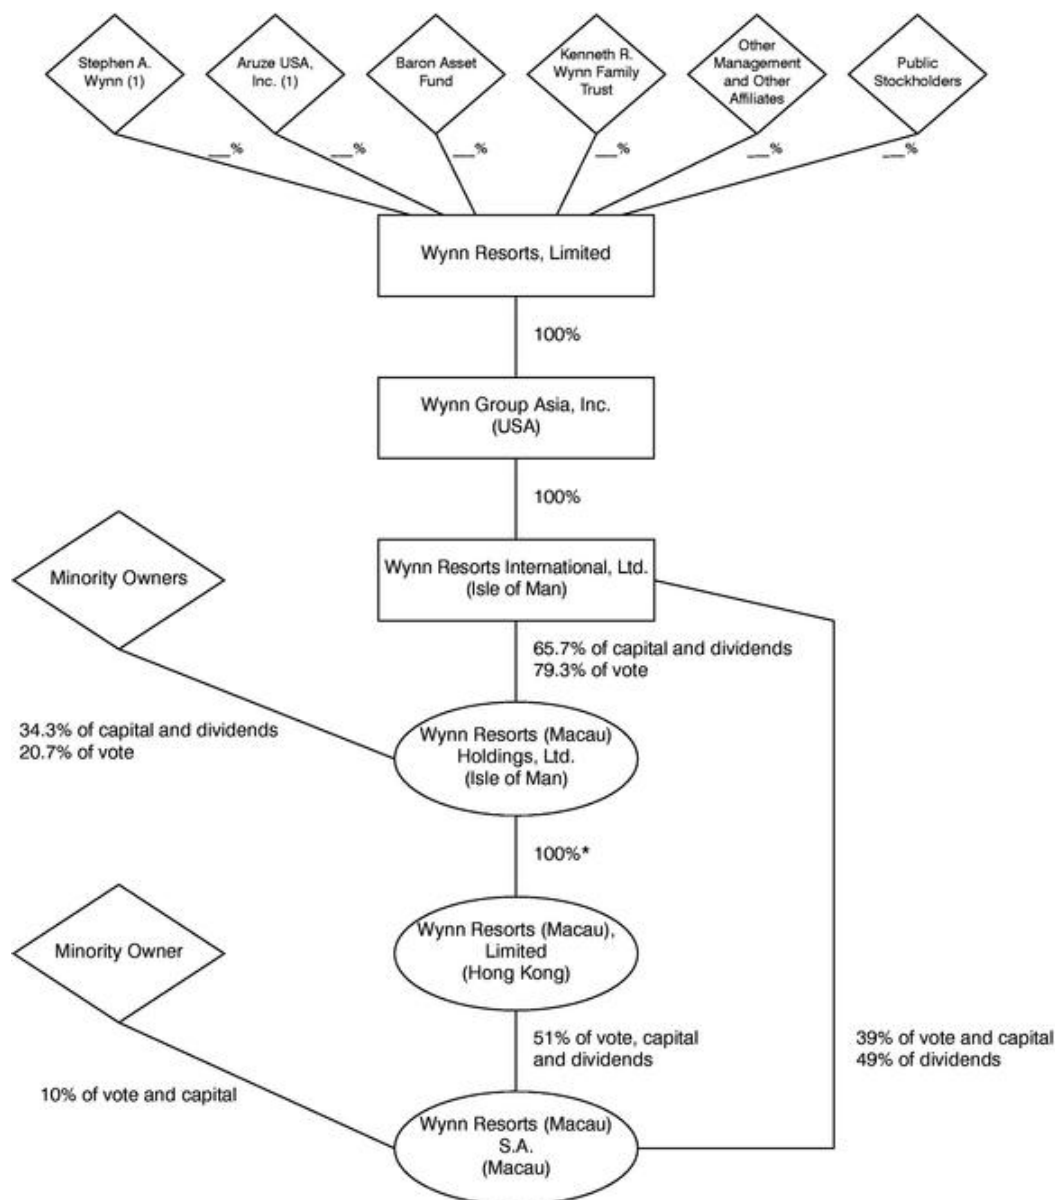 Stephen A.
Wynn (1)
Aruze USA,
Inc. (1)
Baron Asset
Fund
Kenneth R.
Wynn Family
Trust
Other
Management
and Other
Affiliates
Public
Stockholders
__%
__%
__%
__%
__%
__%
Wynn Resorts, Limited
100%
Wynn Group Asia, Inc.
(USA)
100%
Wynn Resorts International, Ltd.
(Isle of Man)
Minority Owners
65.7% of capital and dividends
79.3% of vote
34.3% of capital and dividends
20.7% of vote
Wynn Resorts (Macau)
Holdings, Ltd.
(Isle of Man)
100%*
Minority Owner
Wynn Resorts (Macau),
Limited
(Hong Kong)
51% of vote, capital
and dividends
39% of vote and capital
49% of dividends
10% of vote and capital
Wynn Resorts (Macau)
S.A.
(Macau)